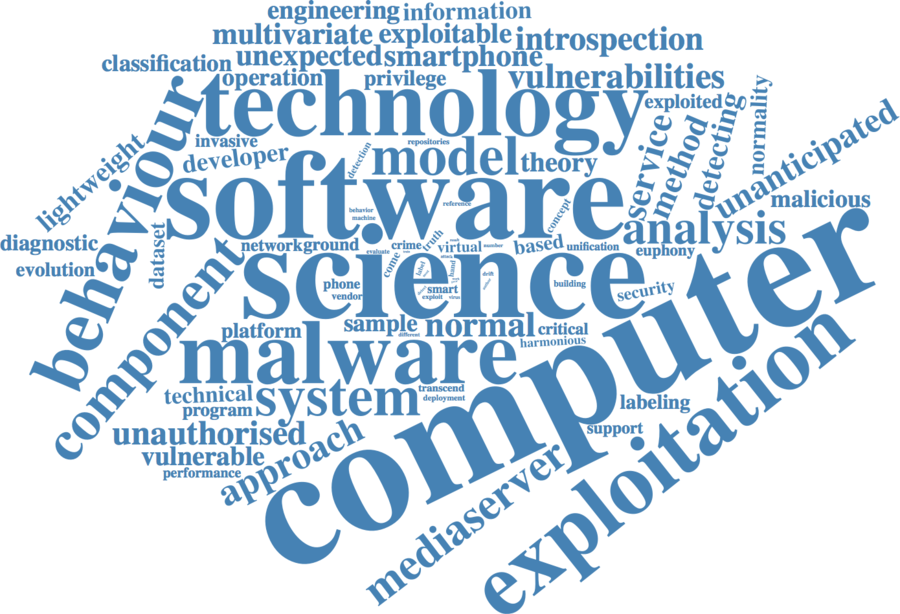 engineering
information
multivariate
exploitable
introspection
classification
unexpected
smartphone
operation
privilege
vulnerabilities
technology
exploited
behaviour
invasive
developer
repositories
detection
model
theory
service
method
detecting
normality
unanticipated
lightweight
software
behavior
machine
reference
concept
malicious
diagnostic
evolution
dataset
network
ground
evaluate
crime
truth
virtual
number
based
unification
analysis
euphony
component
science
come
label
attack
hand
drift
phone
vendor
smart
exploit
virus
building
security
computer
platform
sample
different
normal
critical
harmonious
malware
technical
program
system
transcend
deployment
labeling
support
unauthorised
vulnerable
performance
approach
mediaserver
exploitation